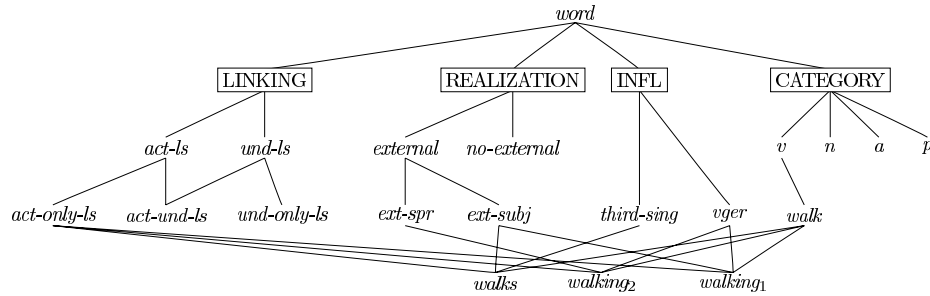 word
LINKING REALIZATION INFL CATEGORY
act-ls und-ls external no-external v n a p
act-only-ls act-und-ls und-only-ls ext-spr ext-subj third-sing vger walk
walks walking₂ walking₁